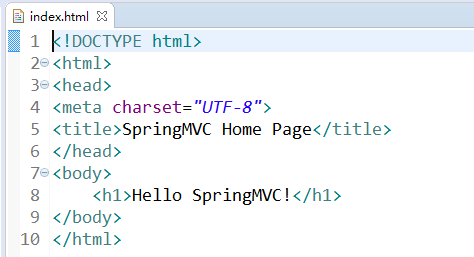 index.html
1 <!DOCTYPE html>
2 <html>
3 <head>
4 <meta charset="UTF-8">
5 <title>SpringMVC Home Page</title>
6 </head>
7 <body>
8     <h1>Hello SpringMVC!</h1>
9 </body>
10 </html>